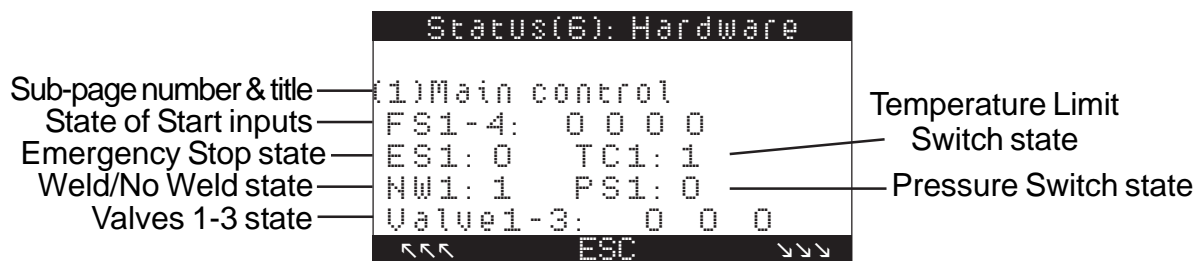 Status(6): Hardware
Sub-page number & title
(1)Main control
State of Start inputs
FS1-4: 0 0 0 0
Temperature Limit
Switch state
Emergency Stop state
ES1: 0 TC1: 1
Weld/No Weld state
NW1: 1 PS1: 0
Pressure Switch state
Valves 1-3 state
Valve1-3: 0 0 0
↖↖↖ ESC ↘↘↘